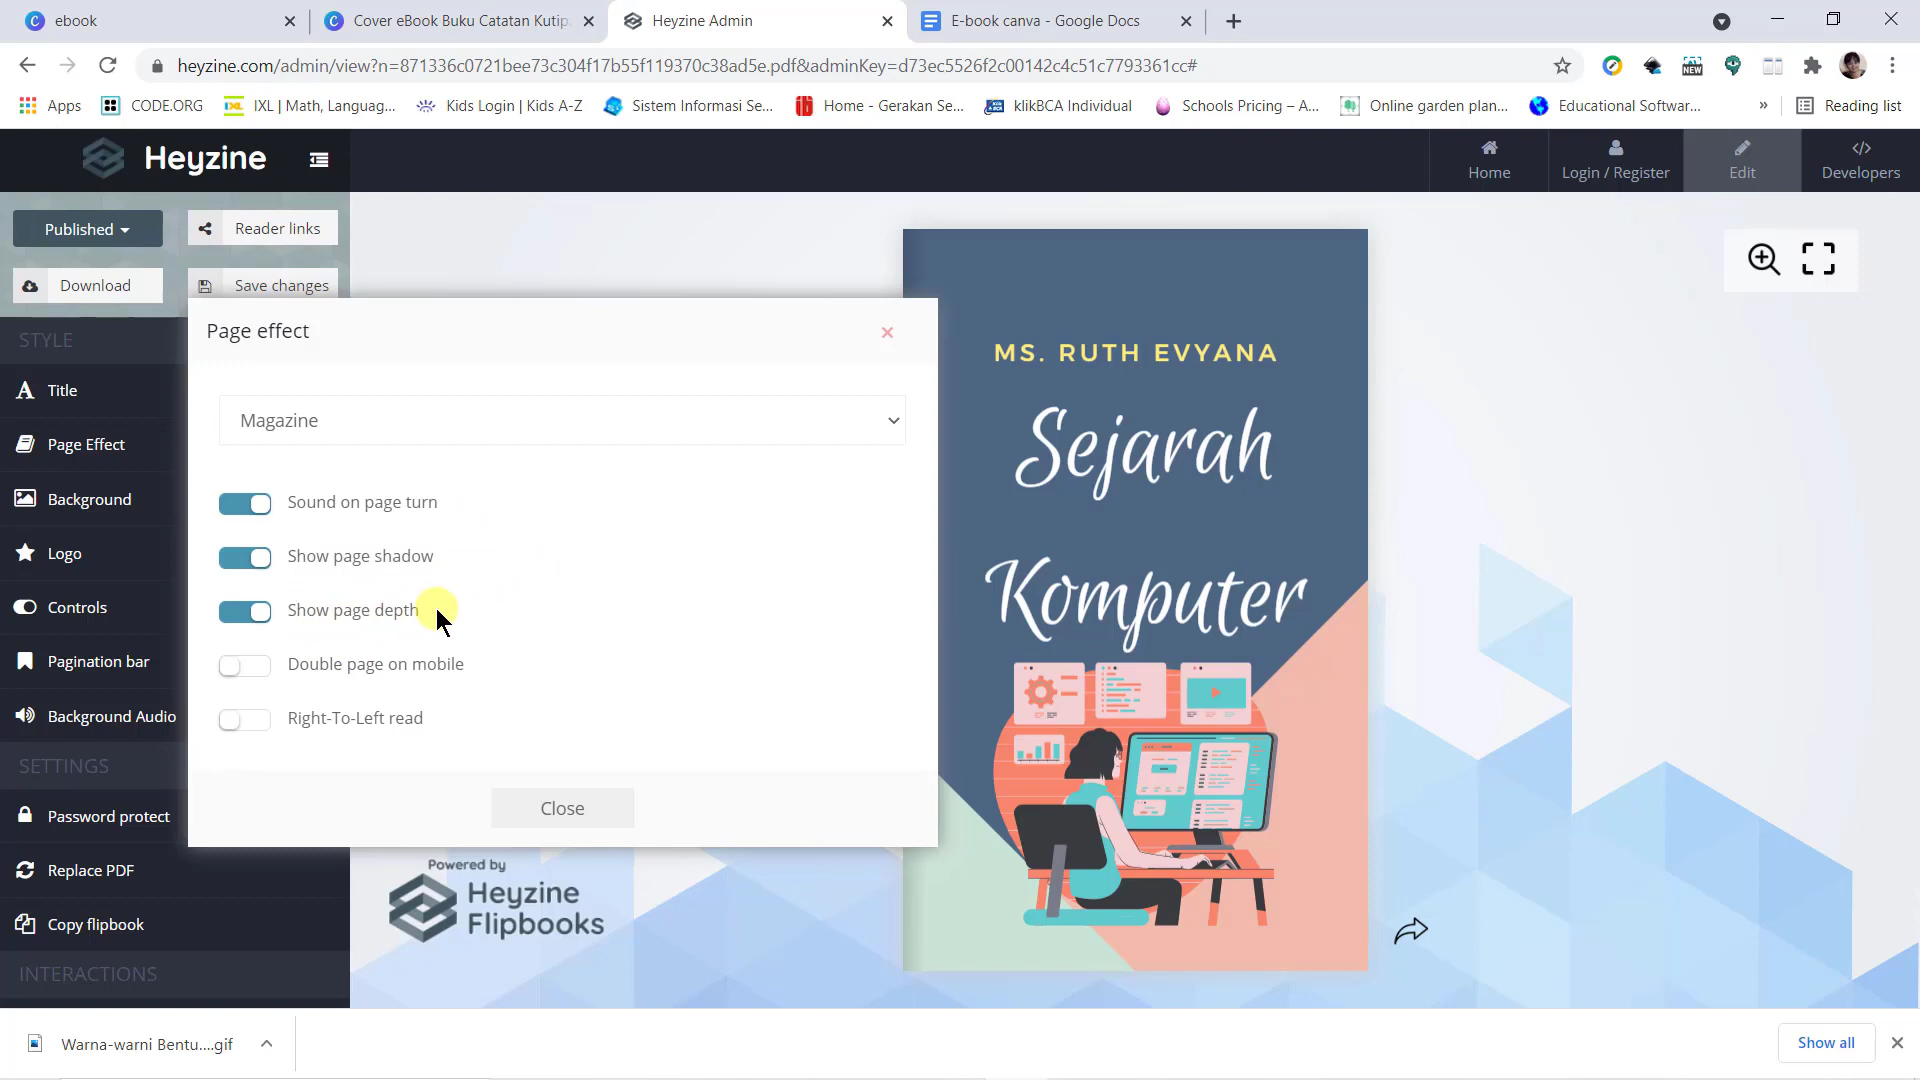 ebook
Cover eBook Buku Catatan Kutip
Heyzine Admin
E-book canva - Google Docs
heyzine.com/admin/view?n=871336c0721bee73c304f17b55f119370c38ad5e.pdf&adminKey=d73ec5526f2c00142c4c51c7793361cc#
NEW
Apps
CODE.ORG
IXL | Math, Languag...
Kids Login | Kids A-Z
Sistem Informasi Se...
Home - Gerakan Se...
klikBCA Individual
Schools Pricing – A...
Online garden plan...
Educational Softwar...
»
Reading list
Heyzine
Home
Login / Register
Edit
Developers
Published
Reader links
Download
Save changes
STYLE
Title
Page Effect
Background
Logo
Controls
Pagination bar
Background Audio
SETTINGS
Password protect
Replace PDF
Copy flipbook
INTERACTIONS
Page effect
Magazine
Sound on page turn
Show page shadow
Show page depth
Double page on mobile
Right-To-Left read
Close
Powered by
Heyzine
Flipbooks
MS. RUTH EVYANA
Sejarah
Komputer
Warna-warni Bentu....gif
Show all